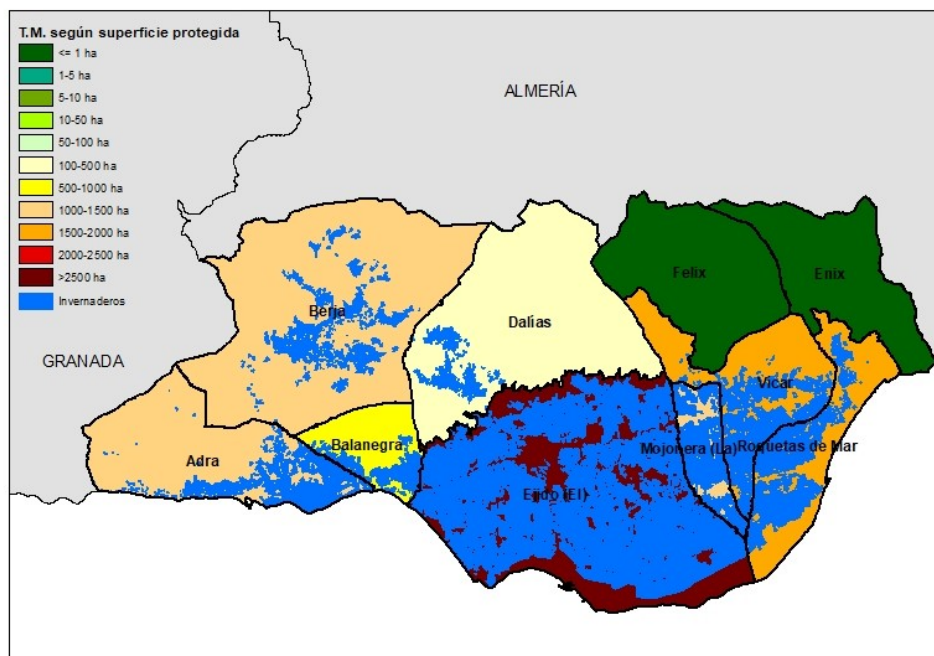 T.M. según superficie protegida
<= 1 ha
1-5 ha
5-10 ha
10-50 ha
50-100 ha
100-500 ha
500-1000 ha
1000-1500 ha
1500-2000 ha
2000-2500 ha
>2500 ha
Invernaderos
ALMERÍA
GRANADA
Felix
Enix
Berja
Dalías
Vícar
Balanegra
Mojonera (La)
Roquetas de Mar
Adra
Ejido (El)